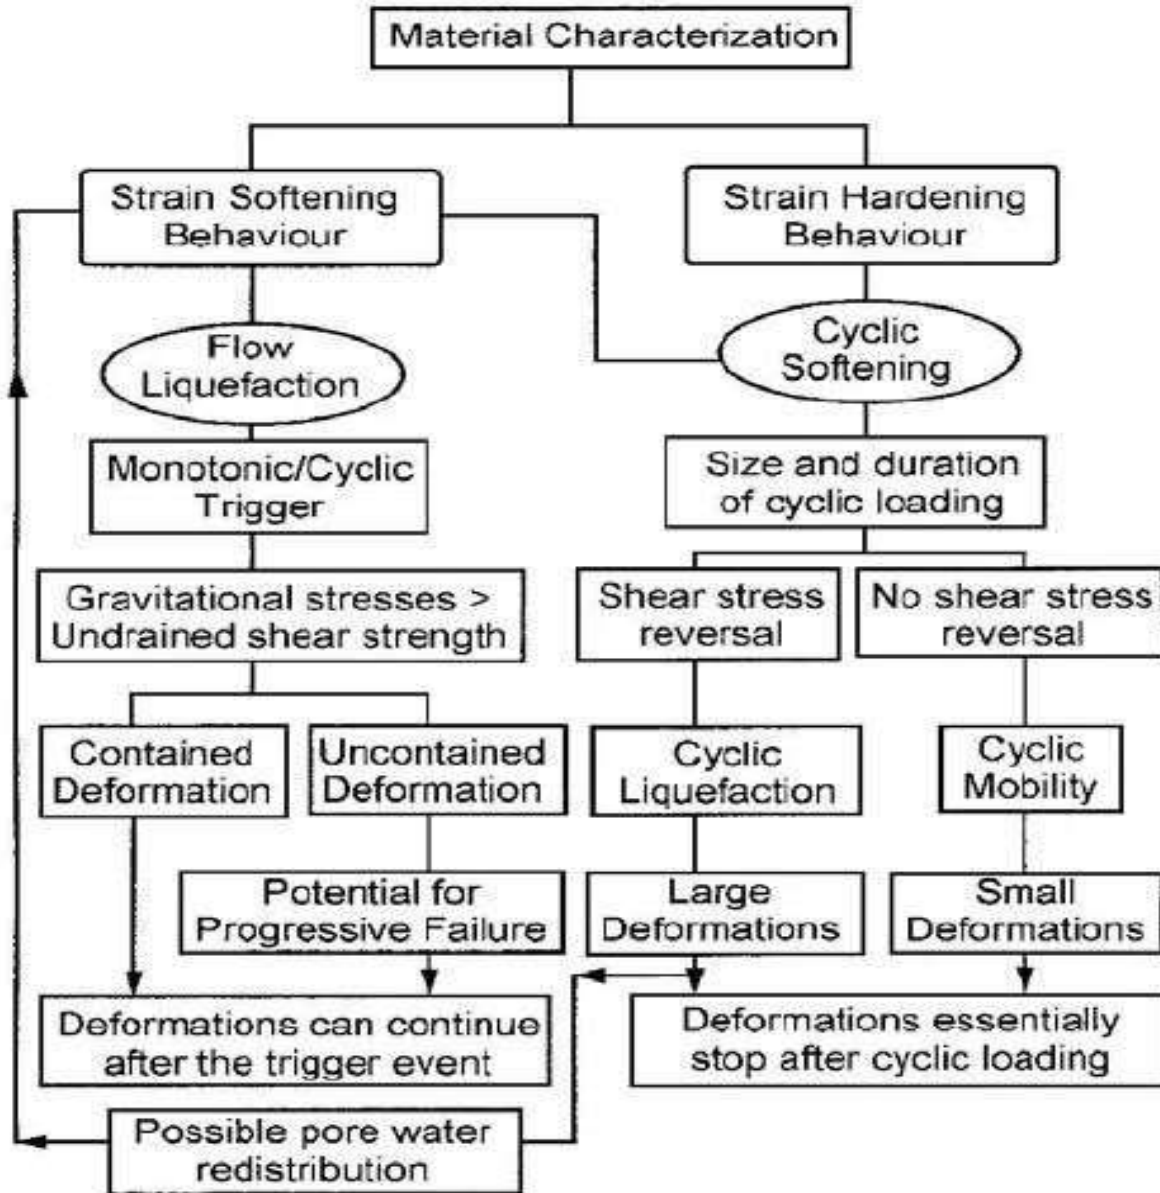 Material Characterization
Strain Softening
Behaviour
Strain Hardening
Behaviour
Flow
Liquefaction
Cyclic
Softening
Monotonic/Cyclic
Trigger
Size and duration
of cyclic loading
Gravitational stresses >
Undrained shear strength
Shear stress
reversal
No shear stress
reversal
Contained
Deformation
Uncontained
Deformation
Cyclic
Liquefaction
Cyclic
Mobility
Potential for
Progressive Failure
Large
Deformations
Small
Deformations
Deformations can continue
after the trigger event
Deformations essentially
stop after cyclic loading
Possible pore water
redistribution